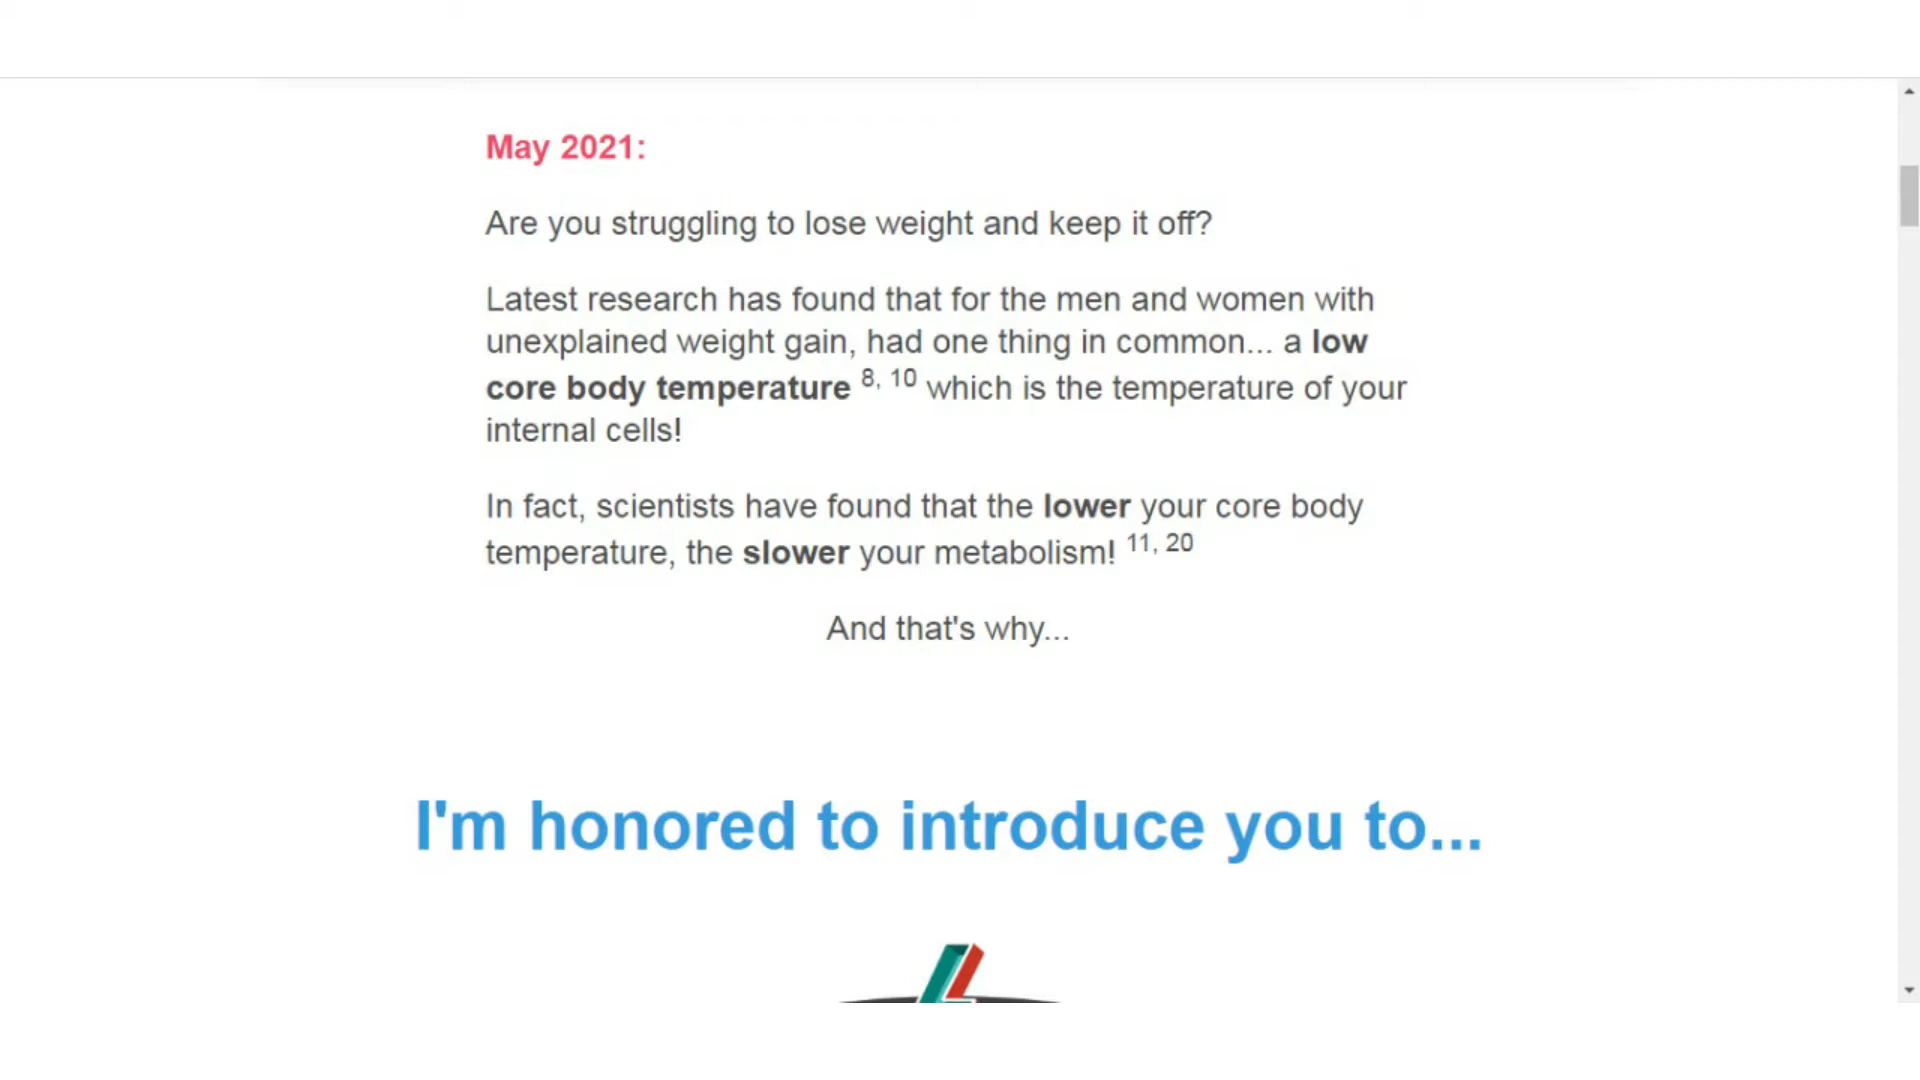 May 2021:
Are you struggling to lose weight and keep it off?
Latest research has found that for the men and women with
unexplained weight gain, had one thing in common... a low
core body temperature 8, 10 which is the temperature of your
internal cells!
In fact, scientists have found that the lower your core body
temperature, the slower your metabolism! 11, 20
And that's why...
I'm honored to introduce you to...